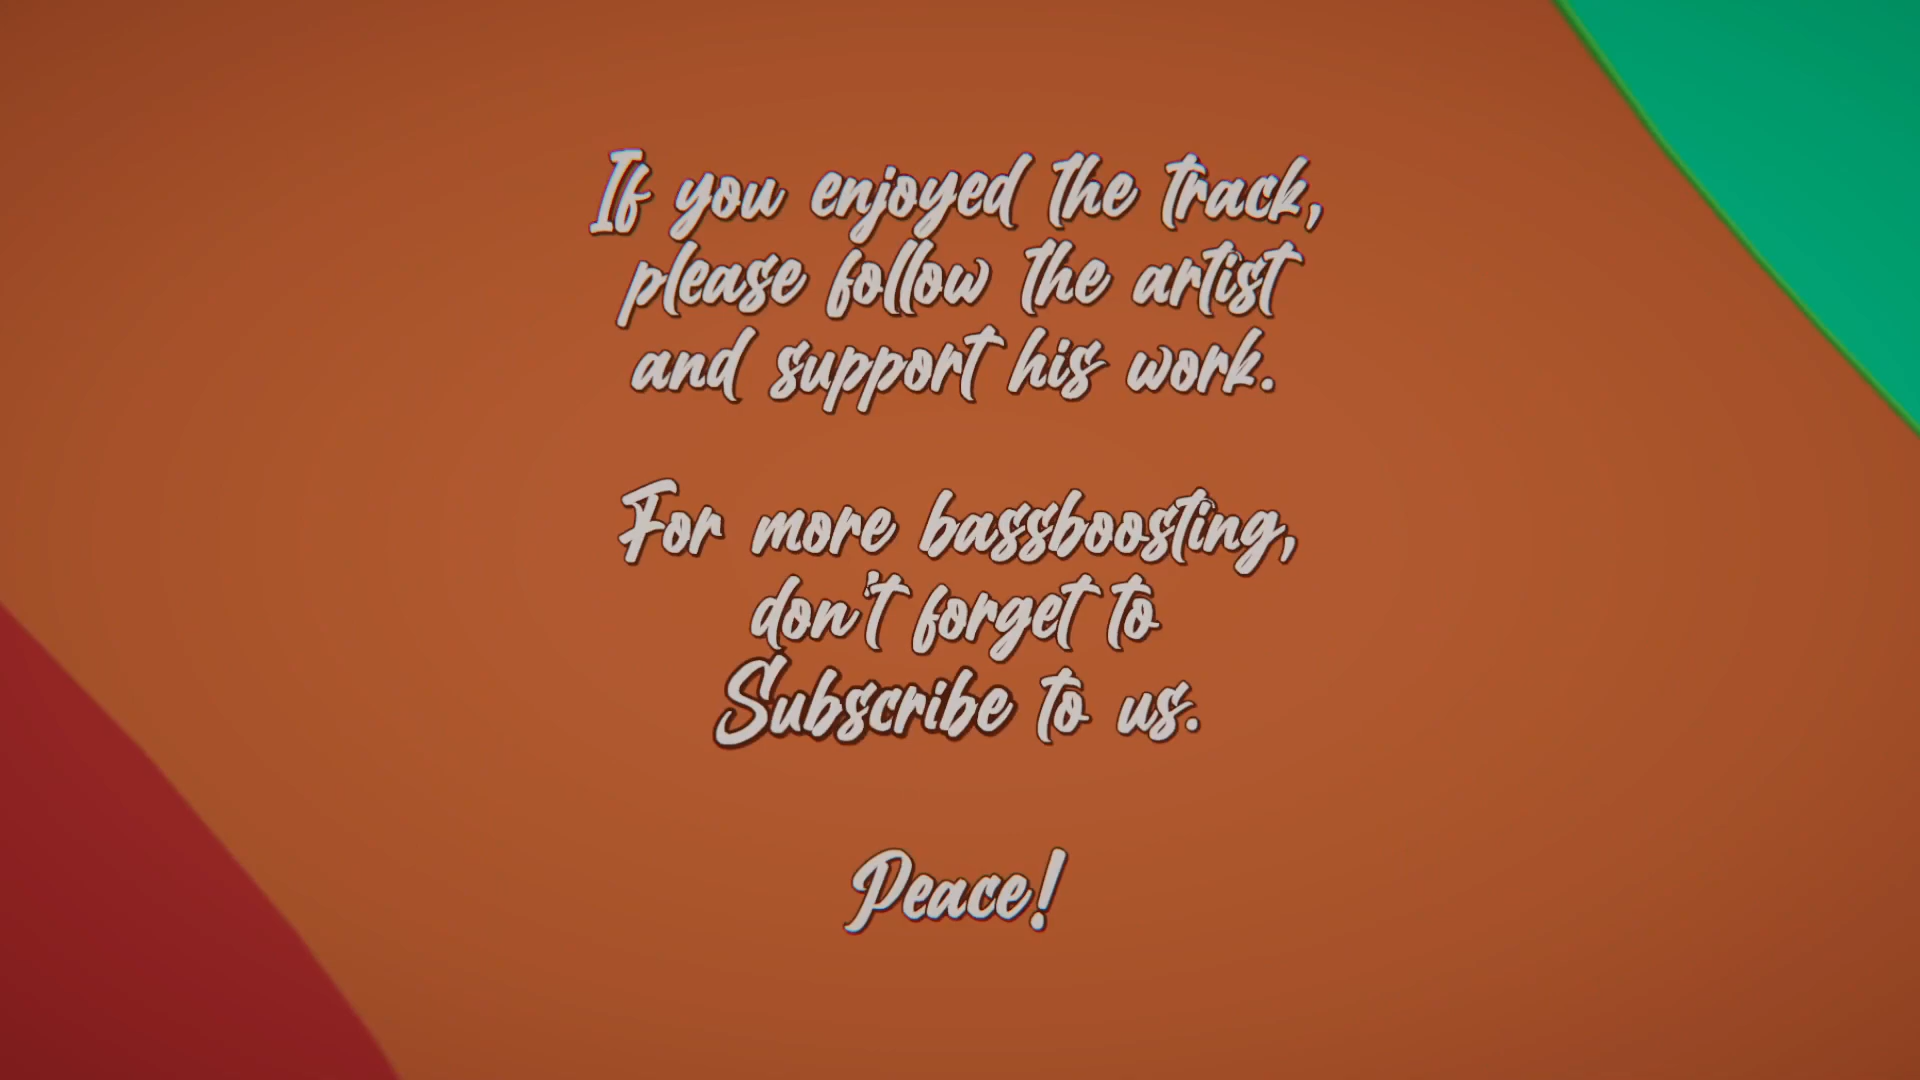 If you enjoyed the track,
please follow the artist
and support his work.
For more bassboosting,
don't forget to
Subscribe to us.
Peace!